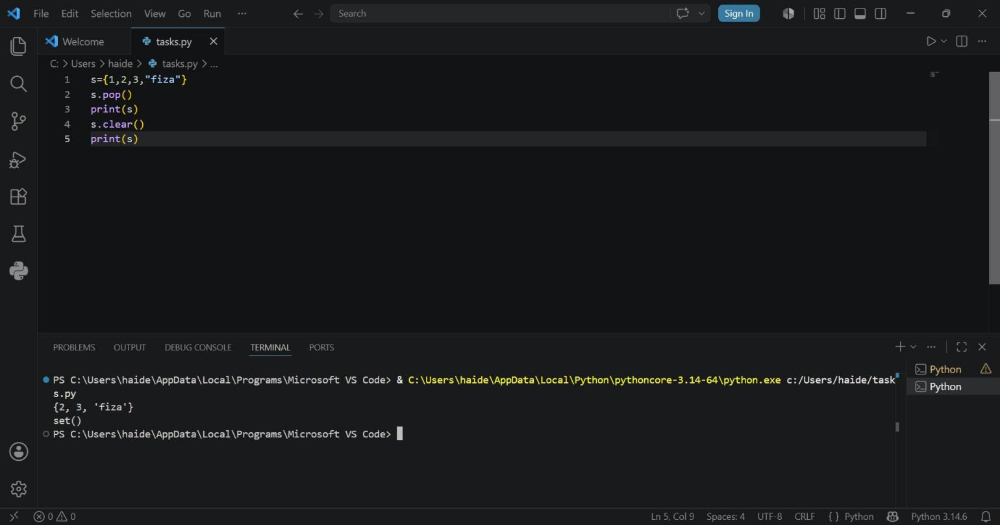 File Edit Selection View Go Run ···
Search
Sign In
Welcome
tasks.py
C: > Users > haide > tasks.py > ...
1 s={1,2,3,"fiza"}
2 s.pop()
3 print(s)
4 s.clear()
5 print(s)
PROBLEMS OUTPUT DEBUG CONSOLE TERMINAL PORTS
PS C:\Users\haide\AppData\Local\Programs\Microsoft VS Code> & C:\Users\haide\AppData\Local\Python\pythoncore-3.14-64\python.exe c:/Users/haide/task
s.py
{2, 3, 'fiza'}
set()
PS C:\Users\haide\AppData\Local\Programs\Microsoft VS Code>
Python
Python
0 0
Ln 5, Col 9 Spaces: 4 UTF-8 CRLF { } Python Python 3.14.6